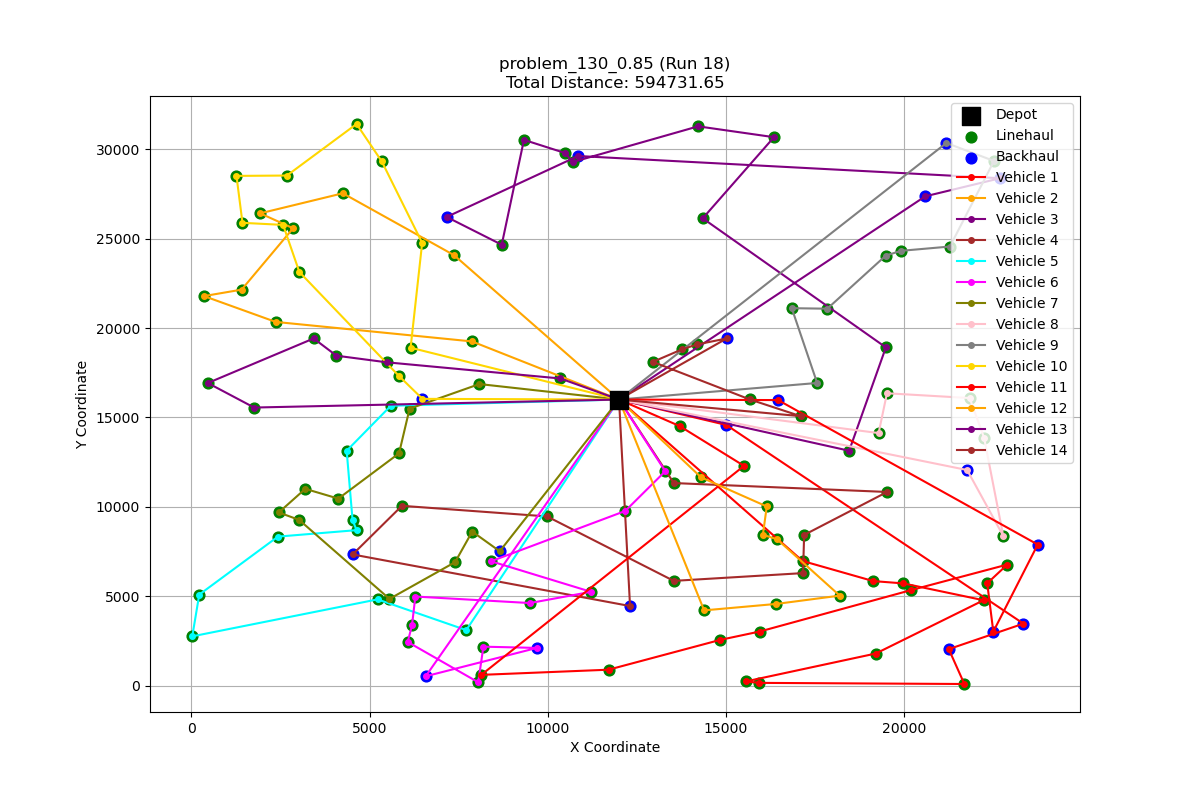 problem_130_0.85 (Run 18)
Total Distance: 594731.65
Y Coordinate
30000
25000
20000
15000
10000
5000
0
0
5000
10000
15000
20000
X Coordinate
Depot
Linehaul
Backhaul
Vehicle 1
Vehicle 2
Vehicle 3
Vehicle 4
Vehicle 5
Vehicle 6
Vehicle 7
Vehicle 8
Vehicle 9
Vehicle 10
Vehicle 11
Vehicle 12
Vehicle 13
Vehicle 14